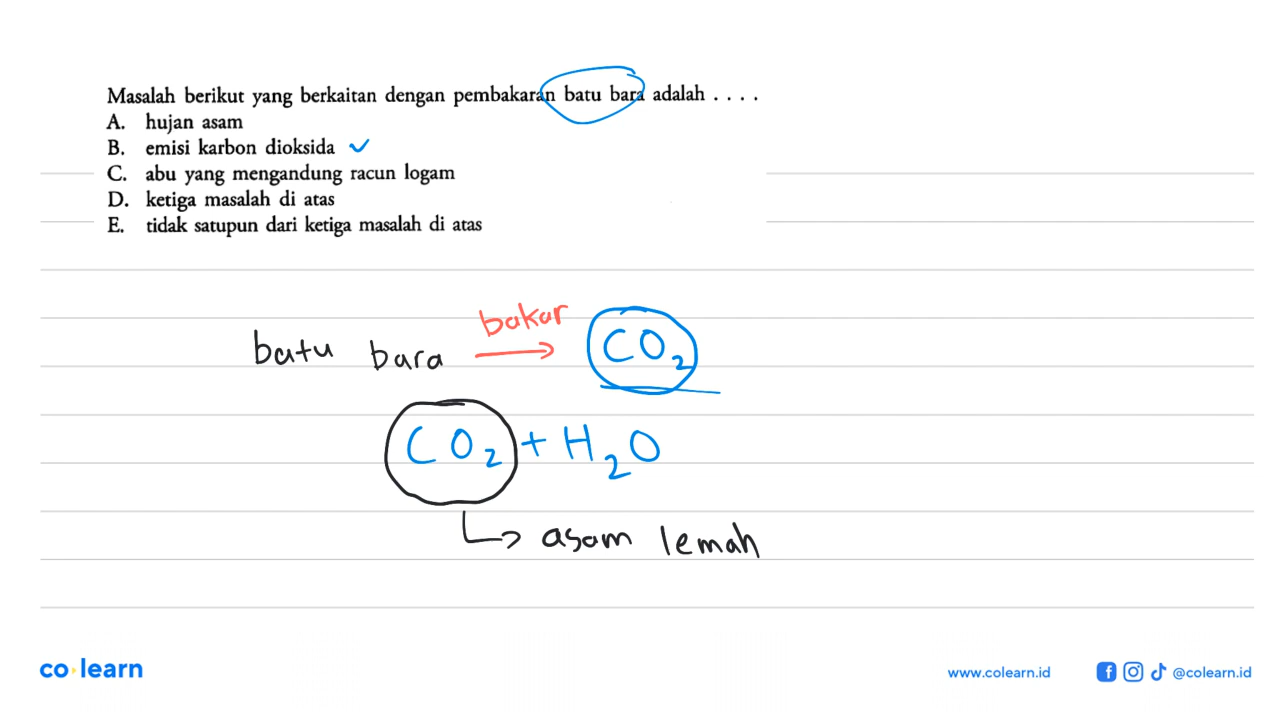 Masalah berikut yang berkaitan dengan pembakaran batu bara adalah . . . .
A. hujan asam
B. emisi karbon dioksida ✓
C. abu yang mengandung racun logam
D. ketiga masalah di atas
E. tidak satupun dari ketiga masalah di atas
bakar
batu bara → CO₂
CO₂ + H₂O
↳ asam lemah
co learn
www.colearn.id @colearn.id